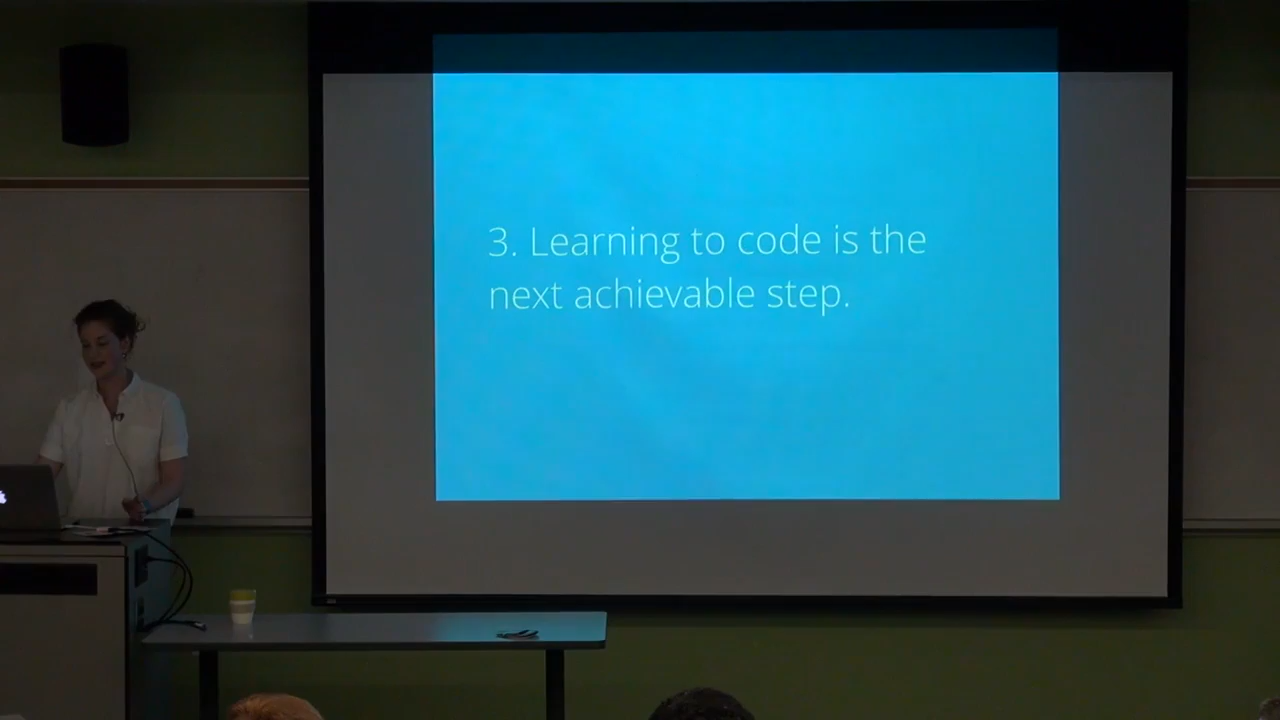 3. Learning to code is the
next achievable step.